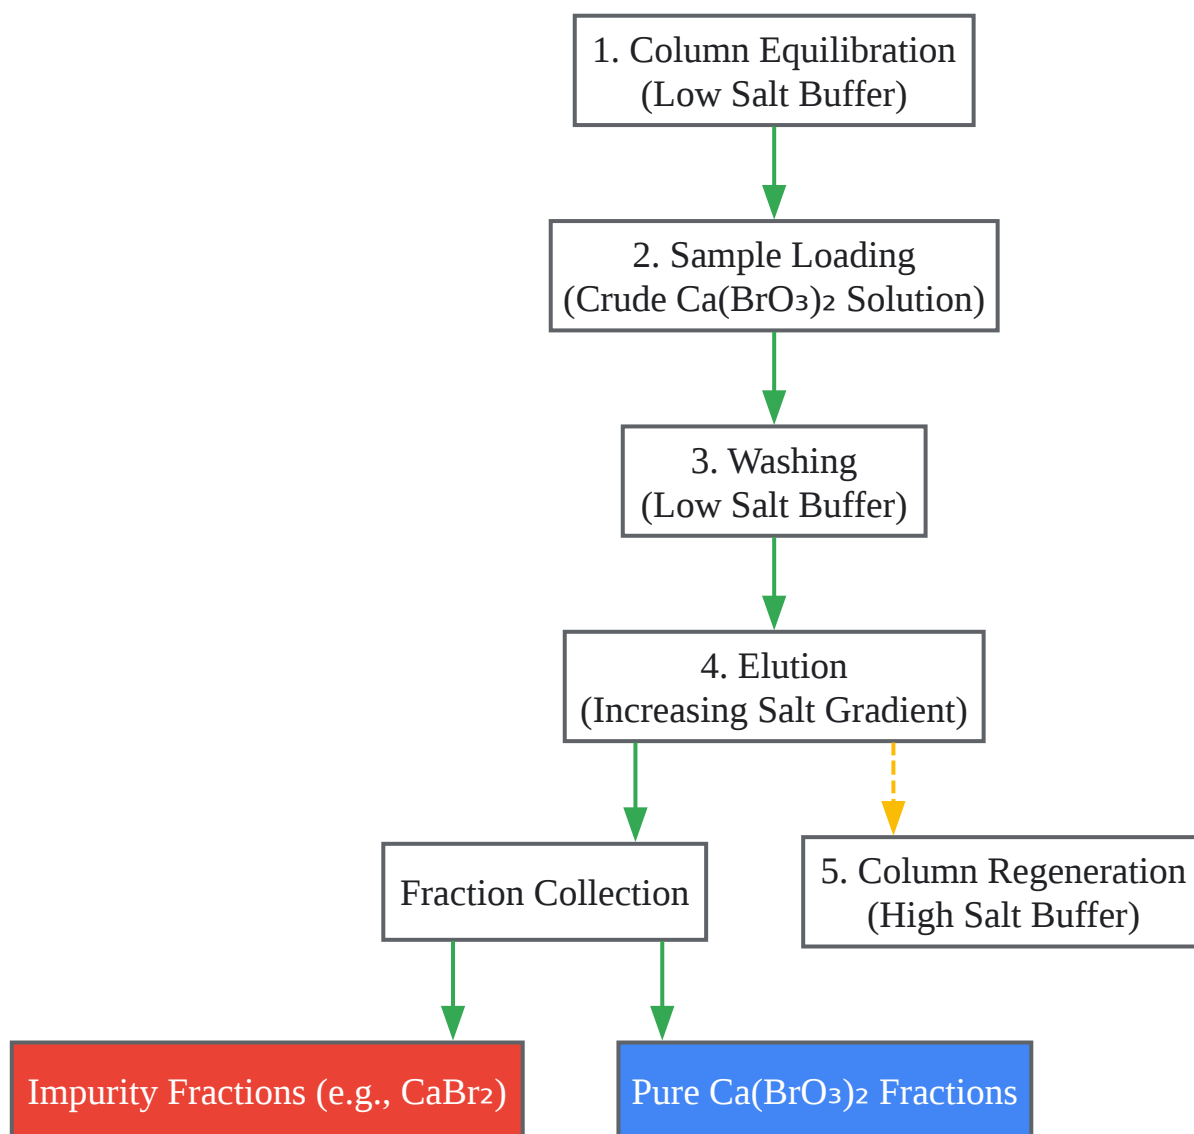 1. Column Equilibration
(Low Salt Buffer)
2. Sample Loading
(Crude Ca(BrO₃)₂ Solution)
3. Washing
(Low Salt Buffer)
4. Elution
(Increasing Salt Gradient)
Fraction Collection
5. Column Regeneration
(High Salt Buffer)
Impurity Fractions (e.g., CaBr₂)
Pure Ca(BrO₃)₂ Fractions